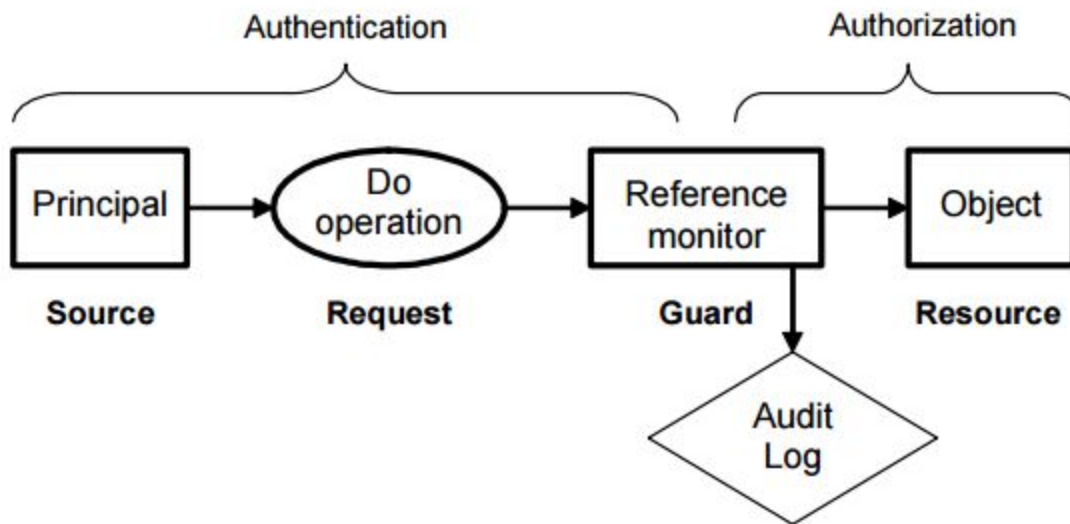 Authentication
Authorization
Principal
Do
operation
Reference
monitor
Object
Source
Request
Guard
Resource
Audit
Log